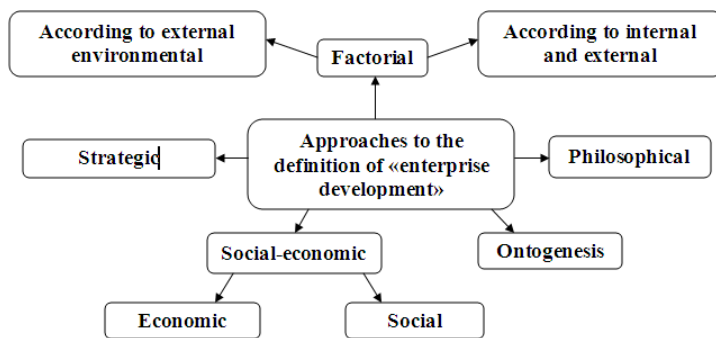 According to external
environmental
Factorial
According to internal
and external
Approaches to the
definition of «enterprise
development»
Strategic
Philosophical
Social-economic
Ontogenesis
Economic
Social